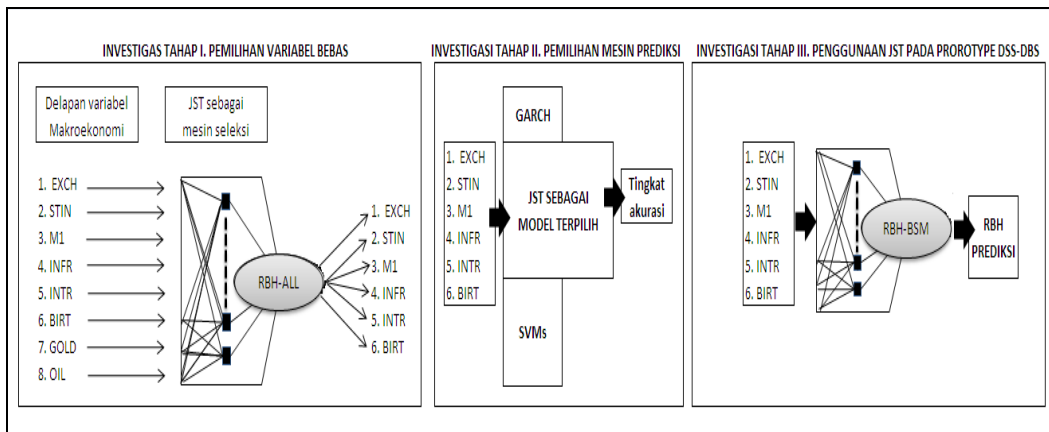 INVESTIGAS TAHAP I. PEMILIHAN VARIABEL BEBAS
Delapan variabel
Makroekonomi
JST sebagai
mesin seleksi
1. EXCH
2. STIN
3. M1
4. INFR
5. INTR
6. BIRT
7. GOLD
8. OIL
RBH-ALL
1. EXCH
2. STIN
3. M1
4. INFR
5. INTR
6. BIRT
INVESTIGASI TAHAP II. PEMILIHAN MESIN PREDIKSI
GARCH
1. EXCH
2. STIN
3. M1
4. INFR
5. INTR
6. BIRT
JST SEBAGAI
MODEL TERPILIH
Tingkat
akurasi
SVMs
INVESTIGASI TAHAP III. PENGGUNAAN JST PADA PROROTYPE DSS-DBS
1. EXCH
2. STIN
3. M1
4. INFR
5. INTR
6. BIRT
RBH-BSM
RBH
PREDIKSI